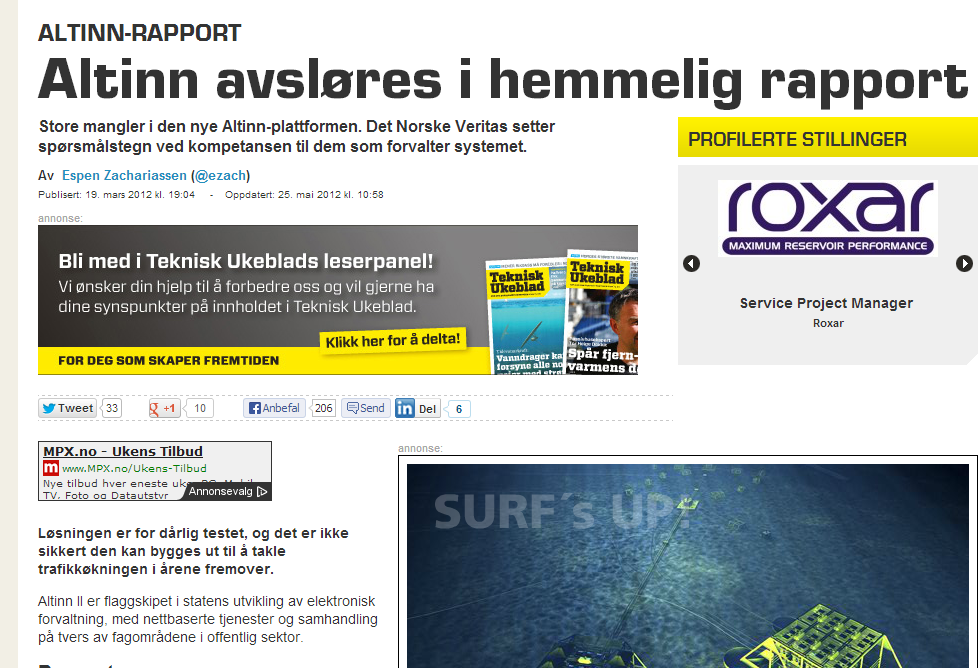 ALTINN-RAPPORT
Altinn avsløres i hemmelig rapport
Store mangler i den nye Altinn-plattformen. Det Norske Veritas setter
spørsmålstegn ved kompetansen til dem som forvalter systemet.
Av Espen Zachariassen (@ezach)
Publisert: 19. mars 2012 kl. 19:04 - Oppdatert: 25. mai 2012 kl. 10:58
annonse:
Bli med i Teknisk Ukeblads leserpanel!
Vi ønsker din hjelp til å forbedre oss og vil gjerne ha
dine synspunkter på innholdet i Teknisk Ukeblad.
Klikk her for å delta!
FOR DEG SOM SKAPER FREMTIDEN
Teknisk
Ukeblad
Vanndrager ka
forsyne alle no
Teknisk
Ukeblad
Spår fjern-
varmens d
PROFILERTE STILLINGER
roxar
MAXIMUM RESERVOIR PERFORMANCE
Service Project Manager
Roxar
Tweet 33 g +1 10 Anbefal 206 Send in Del 6
MPX.no - Ukens Tilbud
m www.MPX.no/Ukens-Tilbud
Nye tilbud hver eneste
TV, Foto og Datautstyr
Annonsevalg
annonse:
SURF´s UP!
Løsningen er for dårlig testet, og det er ikke
sikkert den kan bygges ut til å takle
trafikkøkningen i årene fremover.
Altinn II er flaggskipet i statens utvikling av elektronisk
forvaltning, med nettbaserte tjenester og samhandling
på tvers av fagområdene i offentlig sektor.